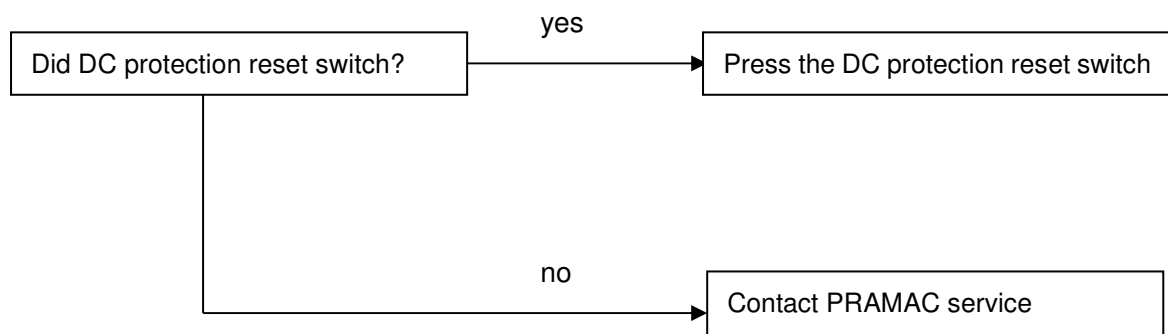 yes
Did DC protection reset switch?
Press the DC protection reset switch
no
Contact PRAMAC service